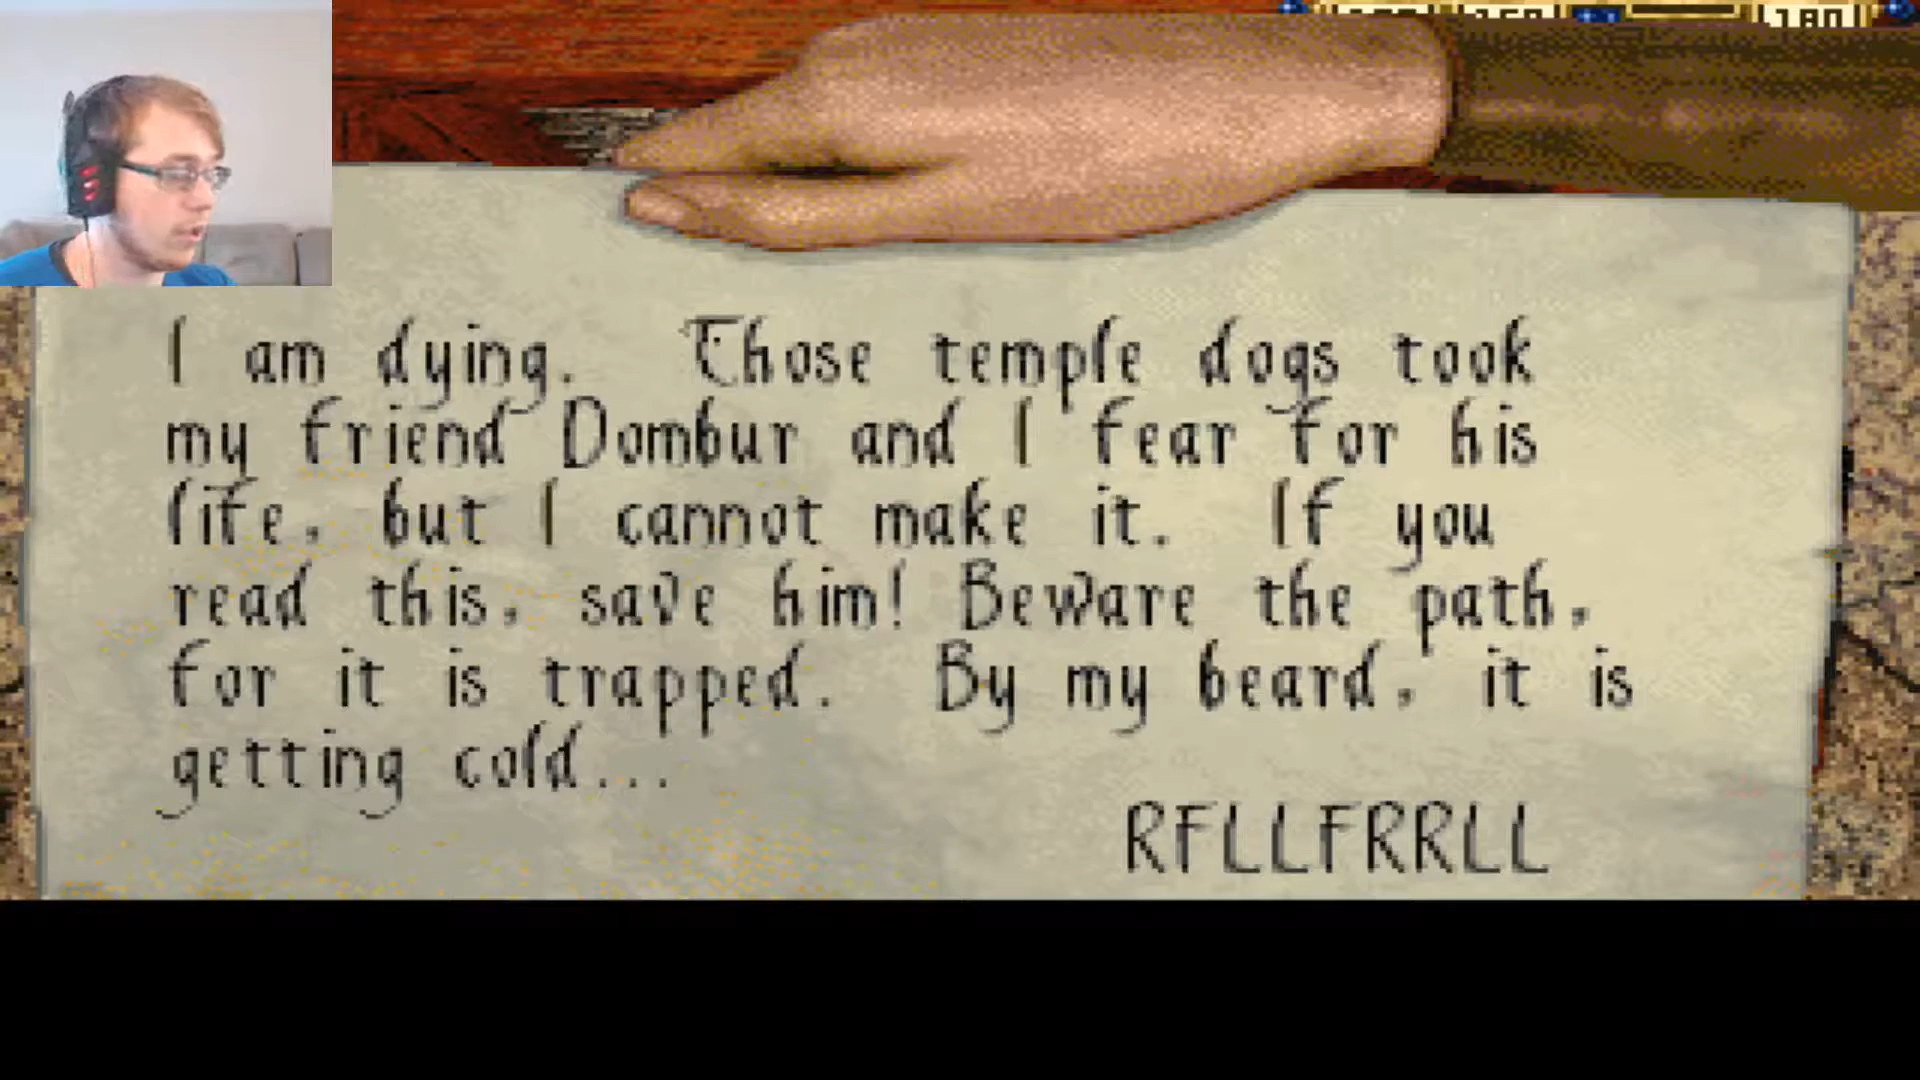 180
I am dying. Those temple dogs took
my friend Dombur and I fear for his
life, but I cannot make it. If you
read this, save him! Beware the path,
for it is trapped. By my beard, it is
getting cold...
RFLLFRRLL